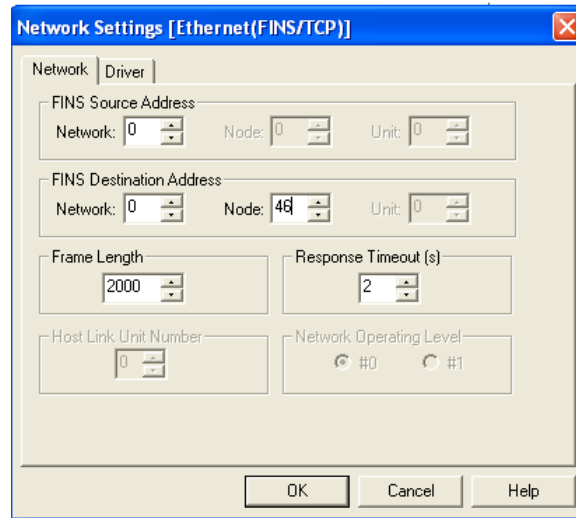 Network Settings [Ethernet(FINS/TCP)]
Network Driver
FINS Source Address
Network: 0 Node: 0 Unit: 0
FINS Destination Address
Network: 0 Node: 46 Unit: 0
Frame Length Response Timeout (s)
2000 2
Host Link Unit Number Network Operating Level
0 #0 #1
OK Cancel Help